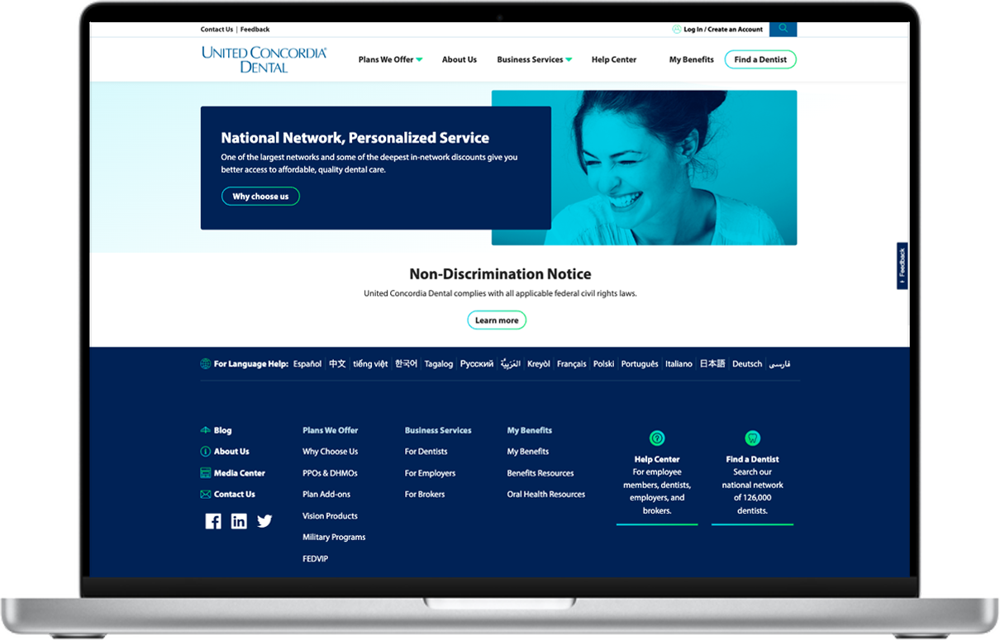 Contact Us | Feedback
Log In / Create an Account
UNITED CONCORDIA®
DENTAL
Plans We Offer
About Us
Business Services
Help Center
My Benefits
Find a Dentist
National Network, Personalized Service
One of the largest networks and some of the deepest in-network discounts give you
better access to affordable, quality dental care.
Why choose us
Feedback
Non-Discrimination Notice
United Concordia Dental complies with all applicable federal civil rights laws.
Learn more
For Language Help: Español 中文 tiếng việt 한국어 Tagalog Русский العَرَبِيَّة Kreyòl Français Polski Português Italiano 日本語 Deutsch فارسی
Blog
About Us
Media Center
Contact Us
Plans We Offer
Why Choose Us
PPOs & DHMOs
Plan Add-ons
Vision Products
Military Programs
FEDVIP
Business Services
For Dentists
For Employers
For Brokers
My Benefits
My Benefits
Benefits Resources
Oral Health Resources
Help Center
For employee
members, dentists,
employers, and
brokers.
Find a Dentist
Search our
national network
of 126,000
dentists.